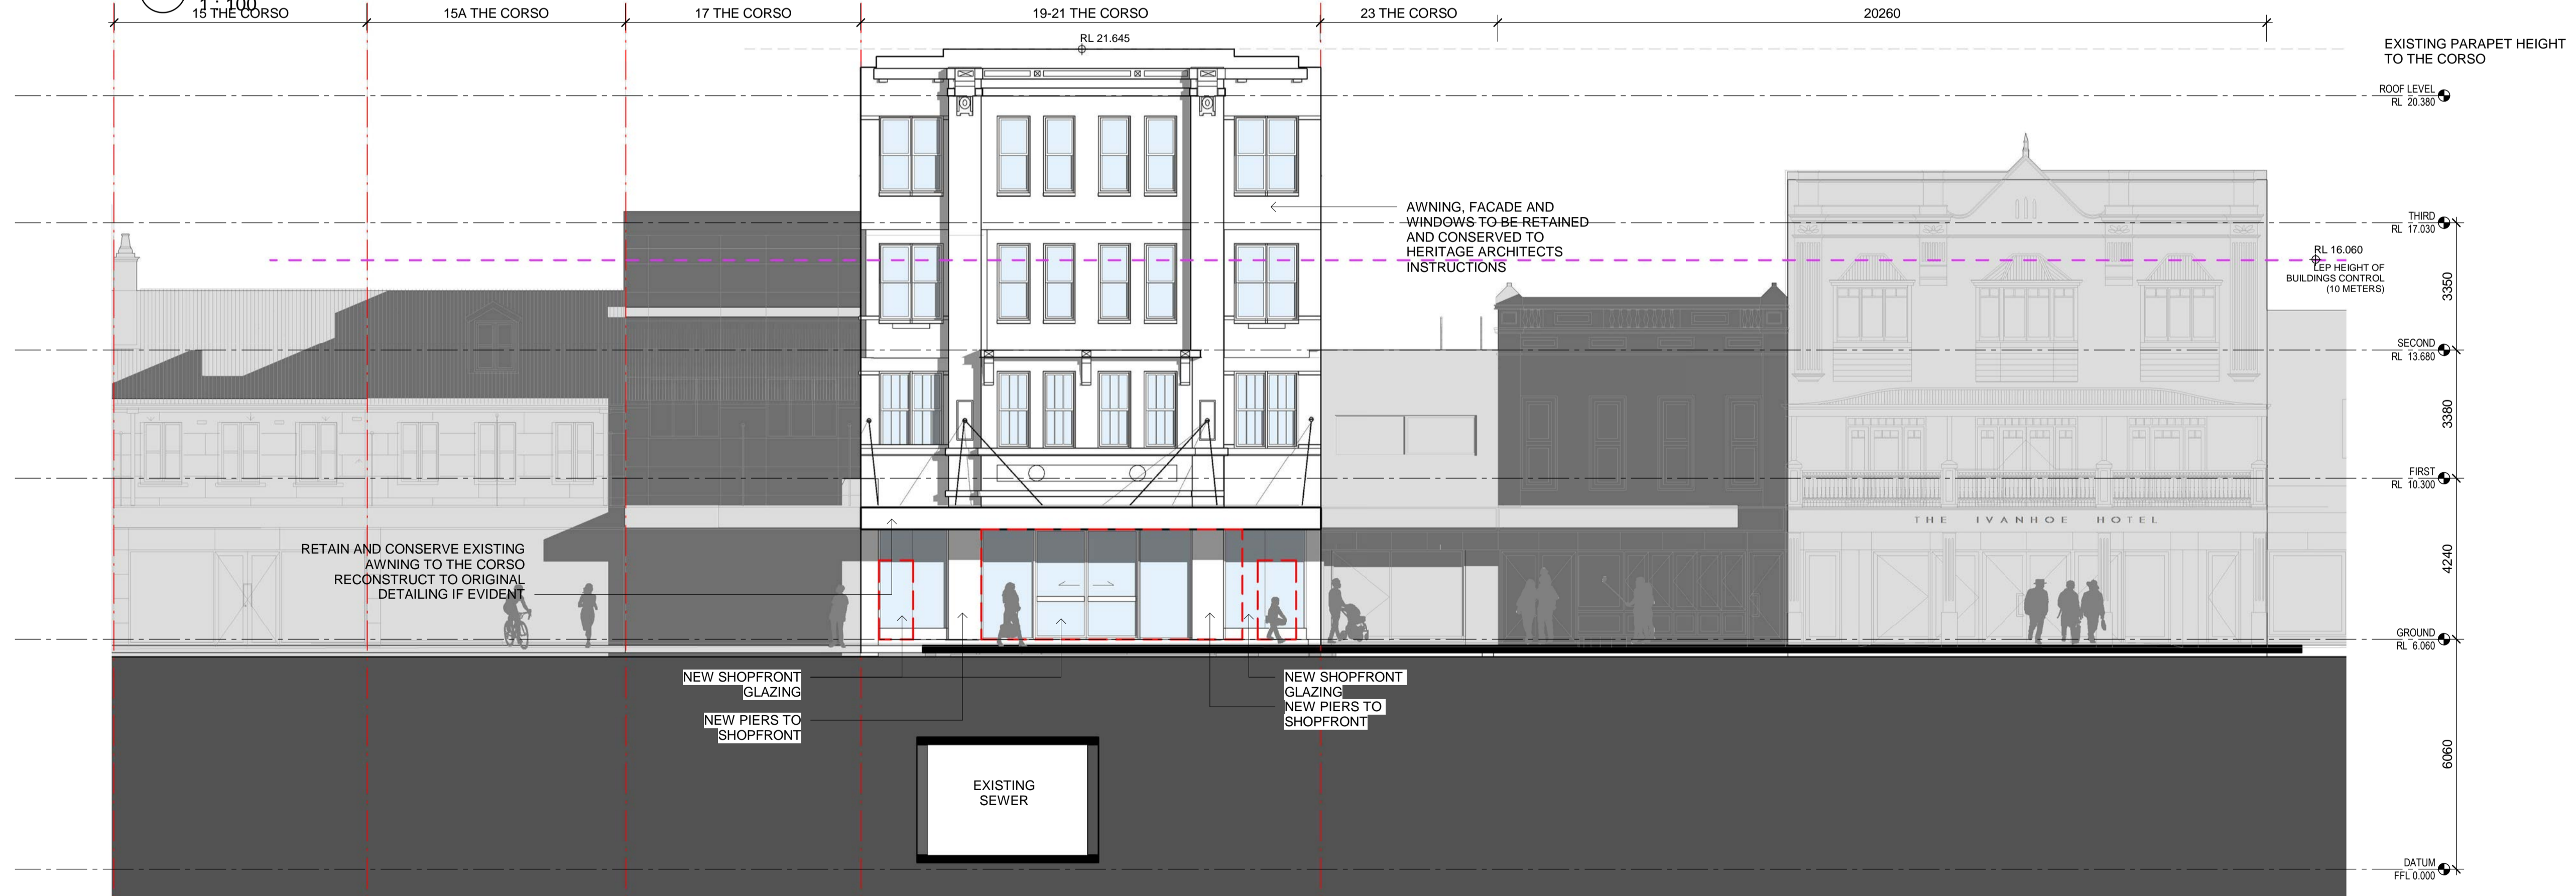 1 : 100
15 THE CORSO
15A THE CORSO
17 THE CORSO
19-21 THE CORSO
23 THE CORSO
20260
RL 21.645
EXISTING PARAPET HEIGHT
TO THE CORSO
ROOF LEVEL
RL 20.380
AWNING, FACADE AND
WINDOWS TO BE RETAINED
AND CONSERVED TO
HERITAGE ARCHITECTS
INSTRUCTIONS
THIRD
RL 17.030
RL 16.060
LEP HEIGHT OF
BUILDINGS CONTROL
(10 METERS)
3350
SECOND
RL 13.680
3380
FIRST
RL 10.300
THE IVANHOE HOTEL
RETAIN AND CONSERVE EXISTING
AWNING TO THE CORSO
RECONSTRUCT TO ORIGINAL
DETAILING IF EVIDENT
4240
GROUND
RL 6.060
NEW SHOPFRONT
GLAZING
NEW PIERS TO
SHOPFRONT
NEW SHOPFRONT
GLAZING
NEW PIERS TO
SHOPFRONT
6060
EXISTING
SEWER
DATUM
FFL 0.000